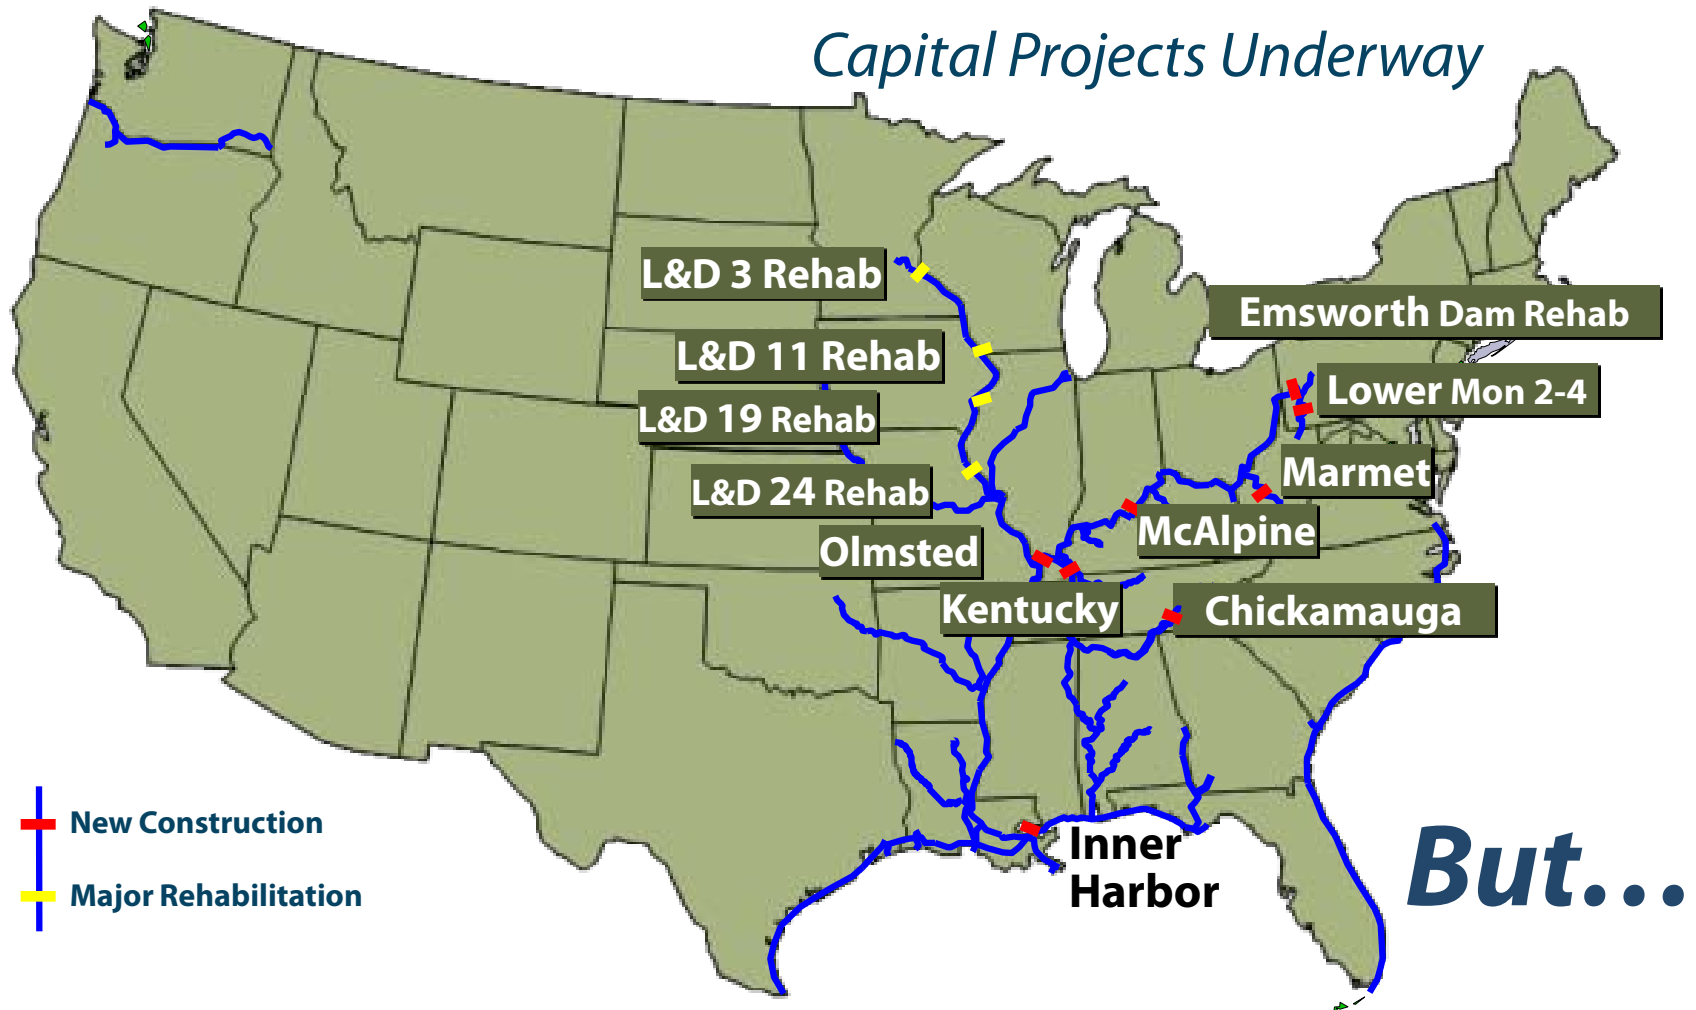 Capital Projects Underway
L&D 3 Rehab
Emsworth Dam Rehab
L&D 11 Rehab
Lower Mon 2-4
L&D 19 Rehab
Marmet
L&D 24 Rehab
McAlpine
Olmsted
Kentucky
Chickamauga
New Construction
Major Rehabilitation
Inner
Harbor
But...